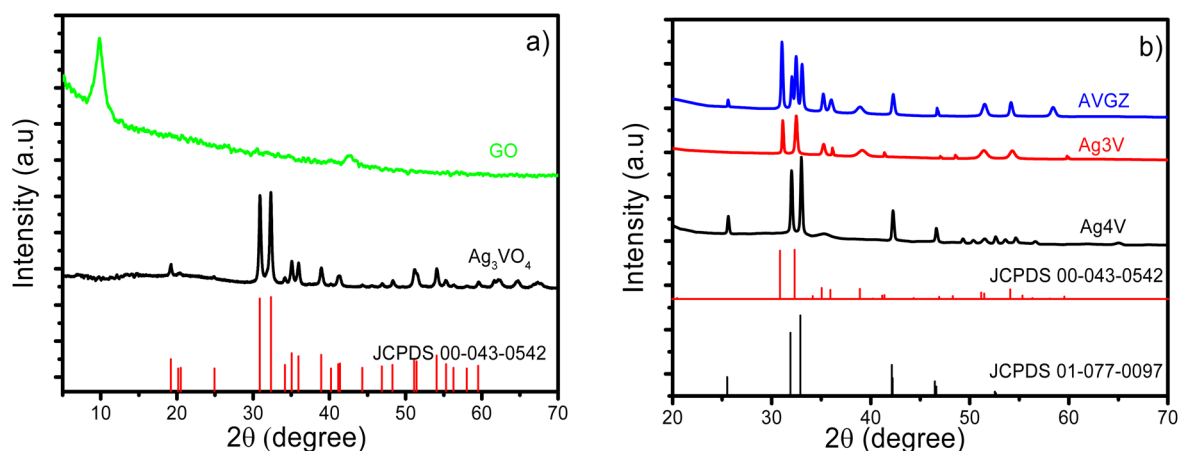 a)
GO
Ag₃VO₄
JCPDS 00-043-0542
Intensity (a.u)
10 20 30 40 50 60 70
2θ (degree)
b)
AVGZ
Ag3V
Ag4V
JCPDS 00-043-0542
JCPDS 01-077-0097
Intensity (a.u)
20 30 40 50 60 70
2θ (degree)